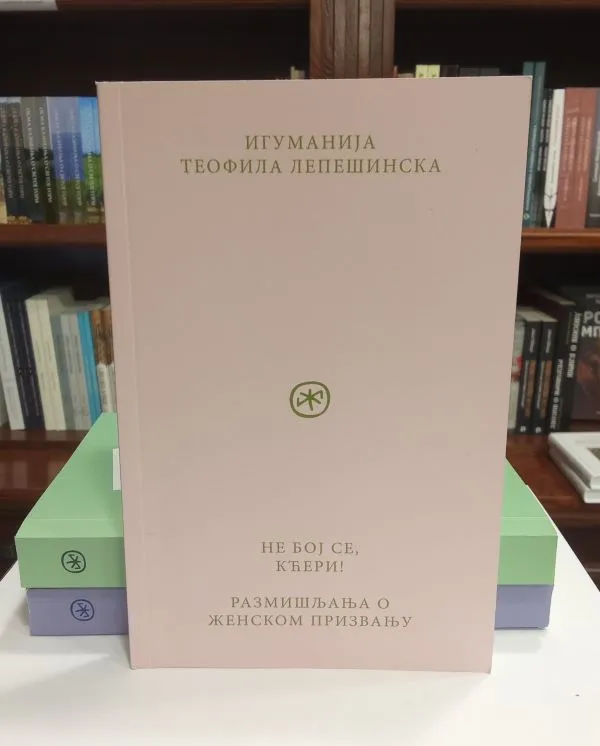 ИГУМАНИЈА
ТЕОФИЛА ЛЕПЕШИНСКА
НЕ БОЈ СЕ,
КЋЕРИ!
РАЗМИШЉАЊА О
ЖЕНСКОМ ПРИЗВАЊУ